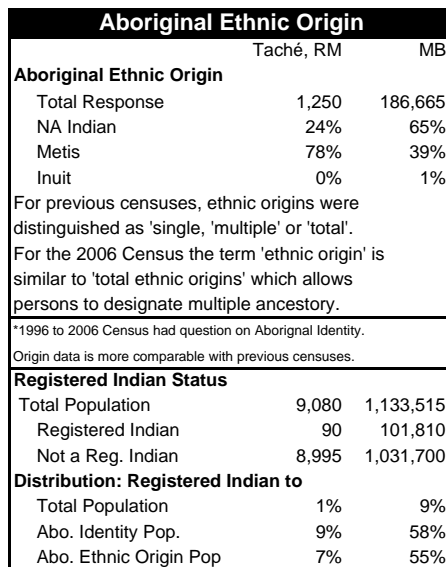 Aboriginal Ethnic Origin
Taché, RM MB
Aboriginal Ethnic Origin
Total Response 1,250 186,665
NA Indian 24% 65%
Metis 78% 39%
Inuit 0% 1%
For previous censuses, ethnic origins were
distinguished as 'single, 'multiple' or 'total'.
For the 2006 Census the term 'ethnic origin' is
similar to 'total ethnic origins' which allows
persons to designate multiple ancestory.
*1996 to 2006 Census had question on Aborignal Identity.
Origin data is more comparable with previous censuses.
Registered Indian Status
Total Population 9,080 1,133,515
Registered Indian 90 101,810
Not a Reg. Indian 8,995 1,031,700
Distribution: Registered Indian to
Total Population 1% 9%
Abo. Identity Pop. 9% 58%
Abo. Ethnic Origin Pop 7% 55%